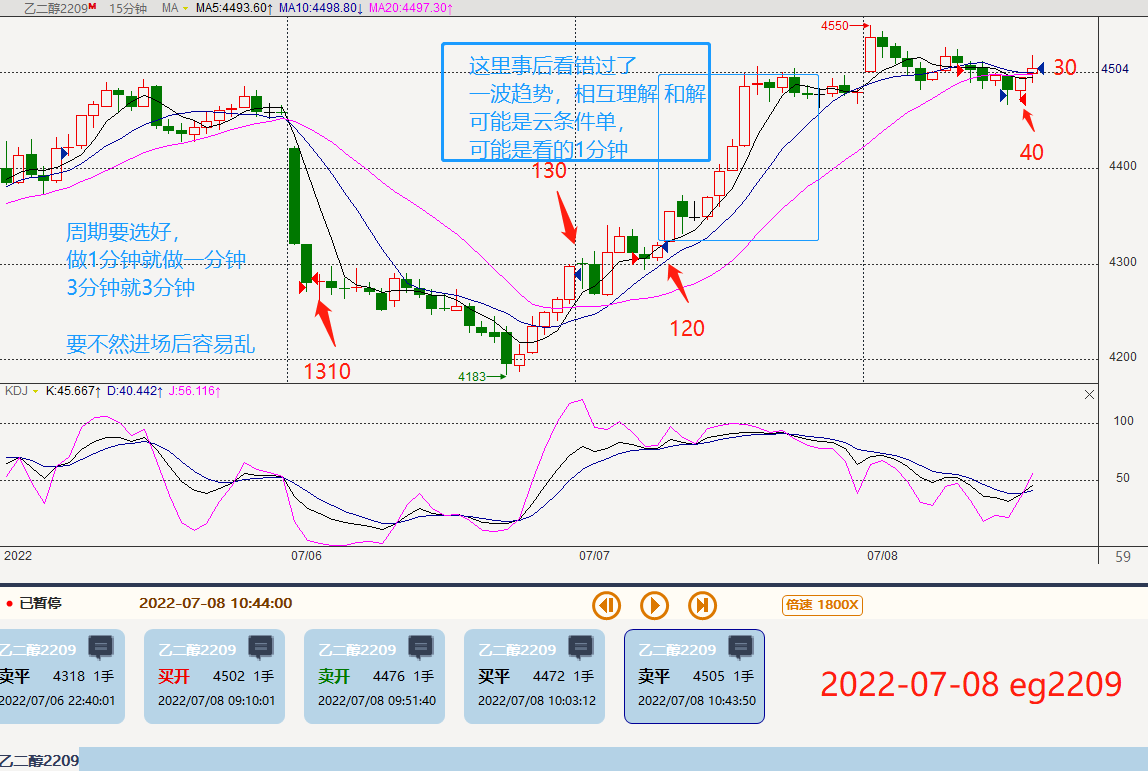 乙二醇2209M 15分钟 MA MA5:4493.60↑ MA10:4498.80↓ MA20:4497.30↑
4550
4504
30
这里事后看错过了
一波趋势，相互理解 和解
可能是云条件单，
可能是看的1分钟
40
4400
130
周期要选好，
做1分钟就做一分钟
3分钟就3分钟
4300
120
要不然进场后容易乱
1310
4183
4200
KDJ K:45.667↑ D:40.442↑ J:56.116↑
100
50
2022 07/06 07/07 07/08 59
已暂停 2022-07-08 10:44:00 倍速 1800X
乙二醇2209
卖平 4318 1手
2022/07/06 22:40:01
乙二醇2209
买开 4502 1手
2022/07/08 09:10:01
乙二醇2209
卖开 4476 1手
2022/07/08 09:51:40
乙二醇2209
买平 4472 1手
2022/07/08 10:03:12
乙二醇2209
卖平 4505 1手
2022/07/08 10:43:50
2022-07-08 eg2209
乙二醇2209